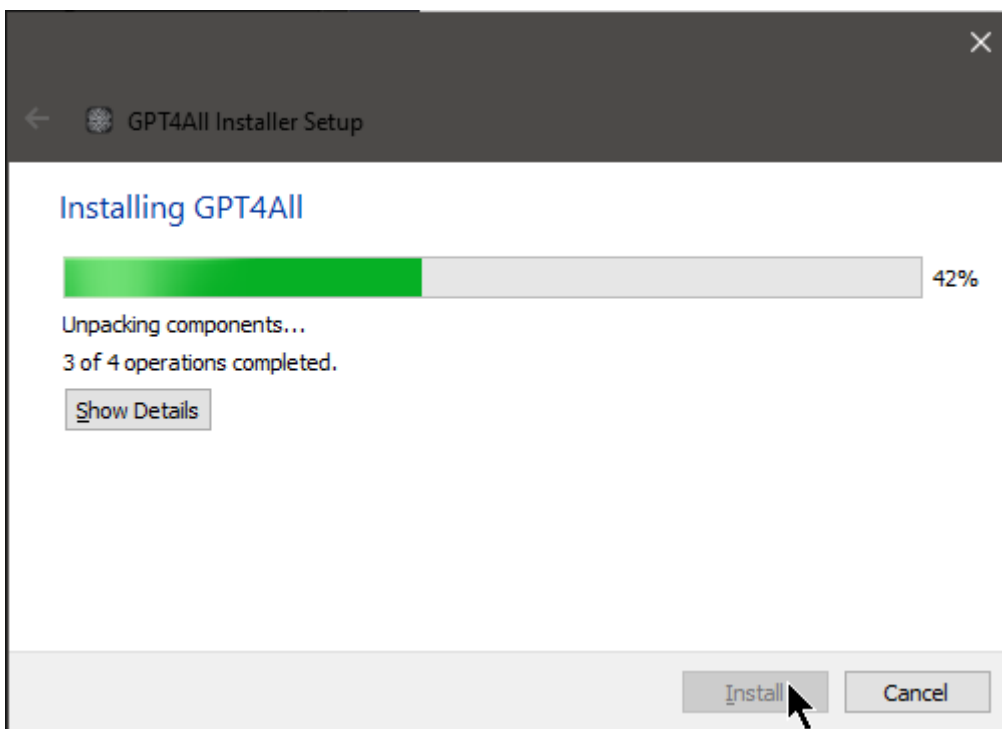 GPT4All Installer Setup
Installing GPT4All
42%
Unpacking components...
3 of 4 operations completed.
Show Details
Install
Cancel